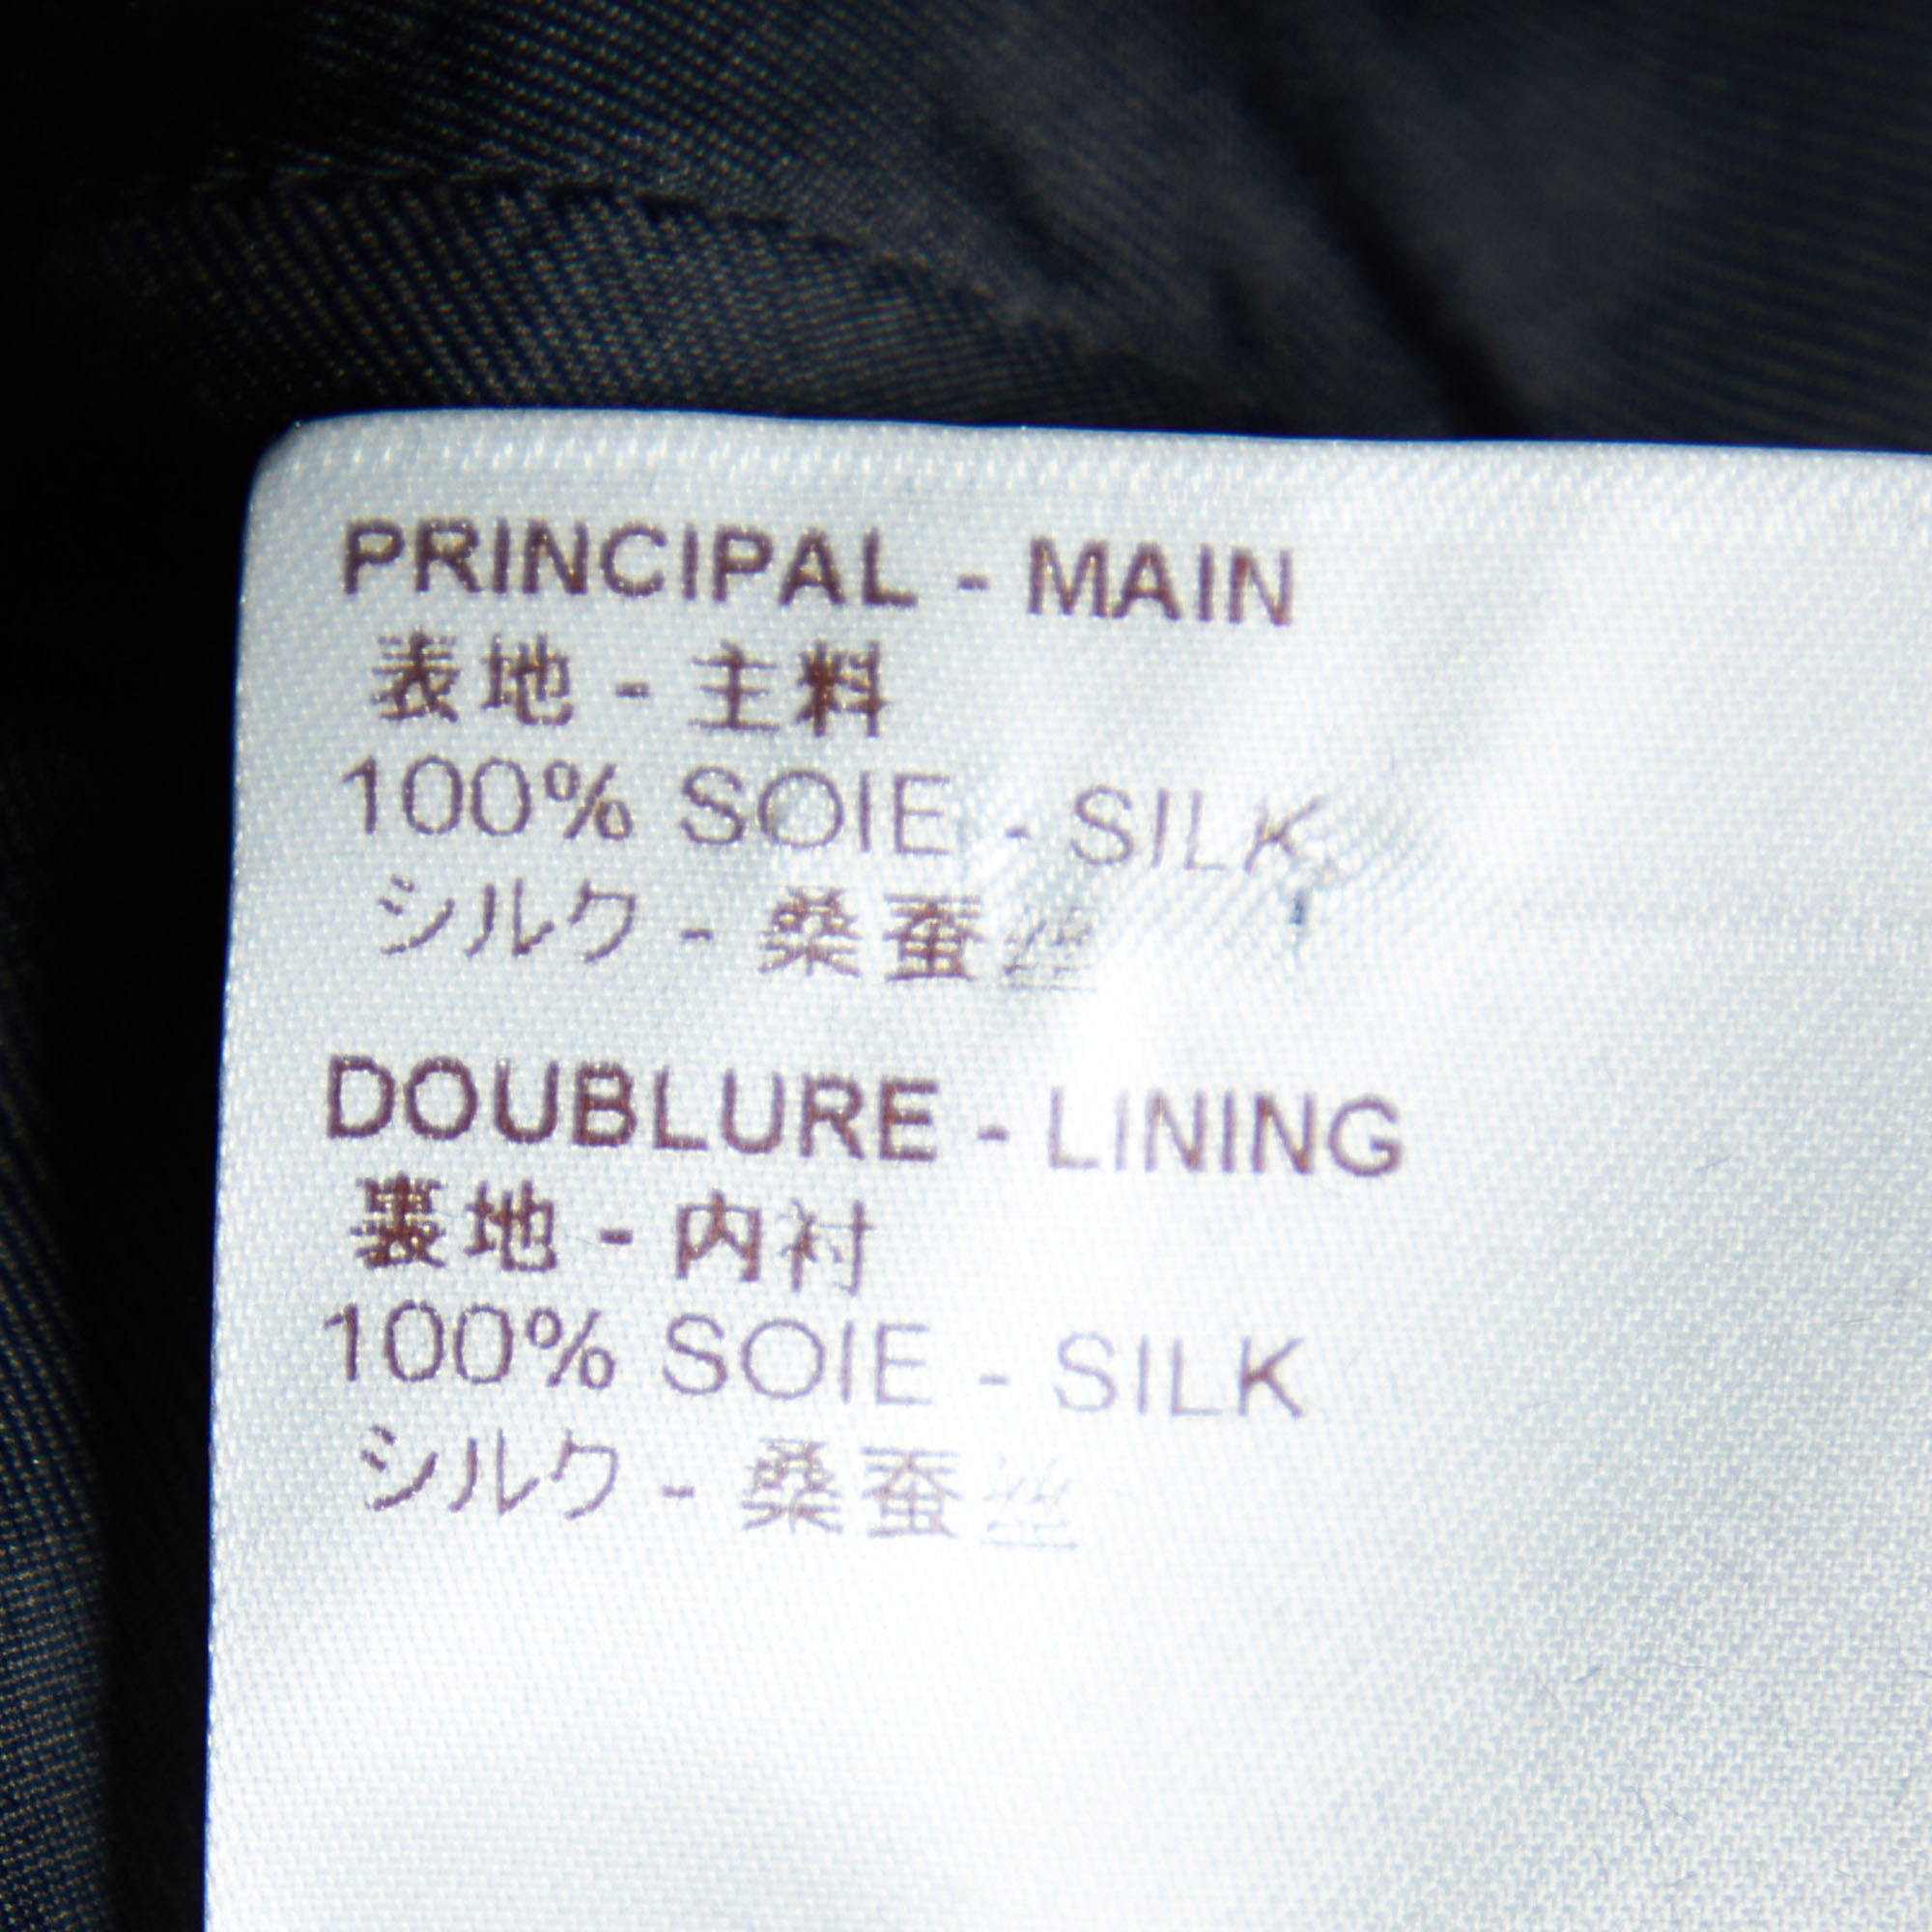 PRINCIPAL - MAIN
表地 - 主料
100% SOIE - SILK
シルク - 桑蚕丝
DOUBLURE - LINING
裏地 - 内衬
100% SOIE - SILK
シルク - 桑蚕丝